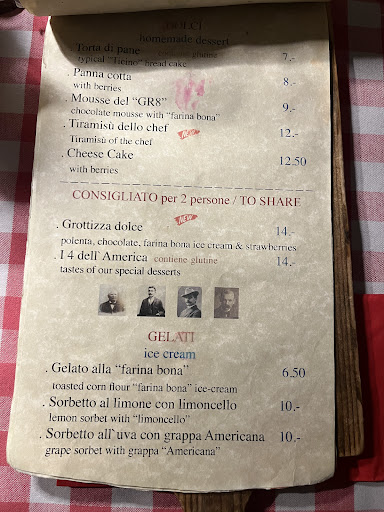 DOLCI
homemade dessert
. Torta di pane 7.-
typical "Ticino" bread cake
. Panna cotta 8.-
with berries
. Mousse del "GR8" 9.-
chocolate mousse with "farina bona"
. Tiramisù dello chef NEW 12.-
Tiramisù of the chef
. Cheese Cake 12.50
with berries
CONSIGLIATO per 2 persone / TO SHARE
. Grottizza dolce NEW 14.-
polenta, chocolate, farina bona ice cream & strawberries
. I 4 dell`America contiene glutine 14.-
tastes of our special desserts
GELATI
ice cream
. Gelato alla "farina bona" 6.50
toasted corn flour "farina bona" ice-cream
. Sorbetto al limone con limoncello 10.-
lemon sorbet with "limoncello"
. Sorbetto all`uva con grappa Americana 10.-
grape sorbet with grappa "Americana"